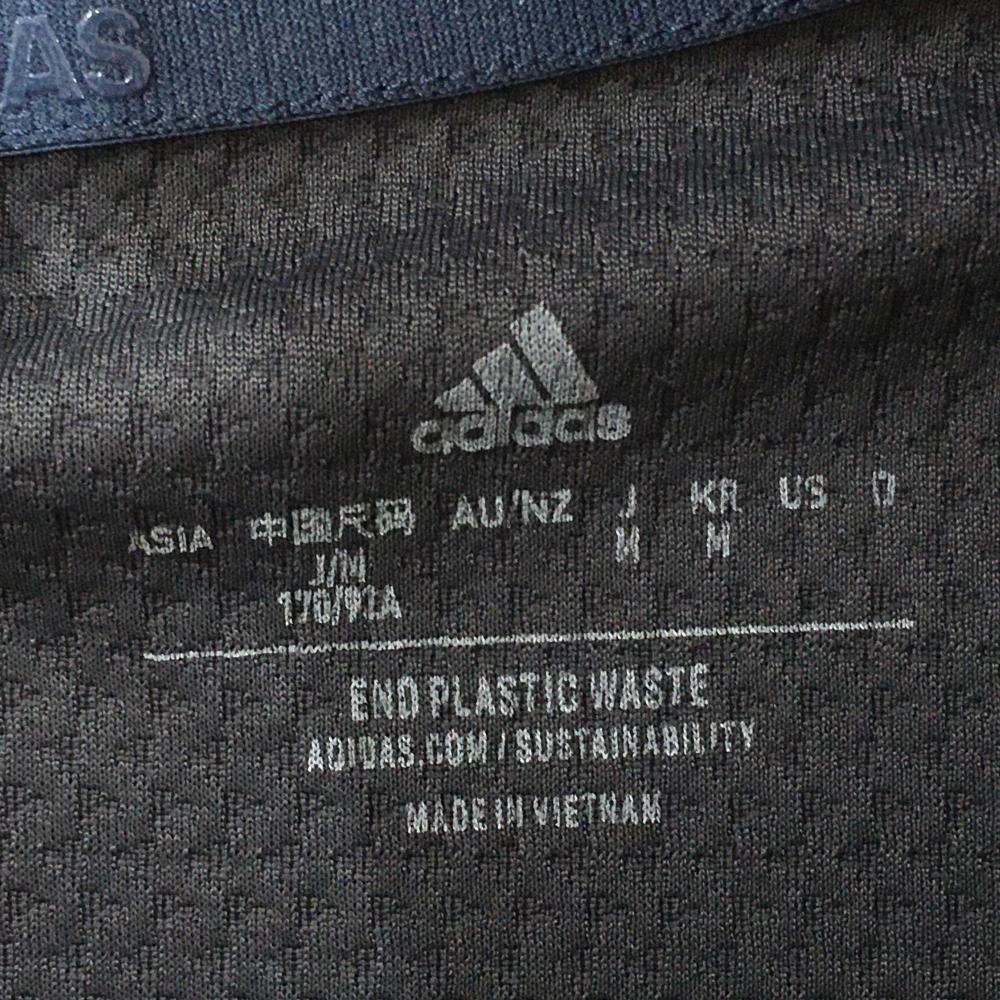 AS
adidas
ASIA 中国尺码 AU/NZ J KR US D
J/M M M
170/92A
END PLASTIC WASTE
ADIDAS.COM / SUSTAINABILITY
MADE IN VIETNAM